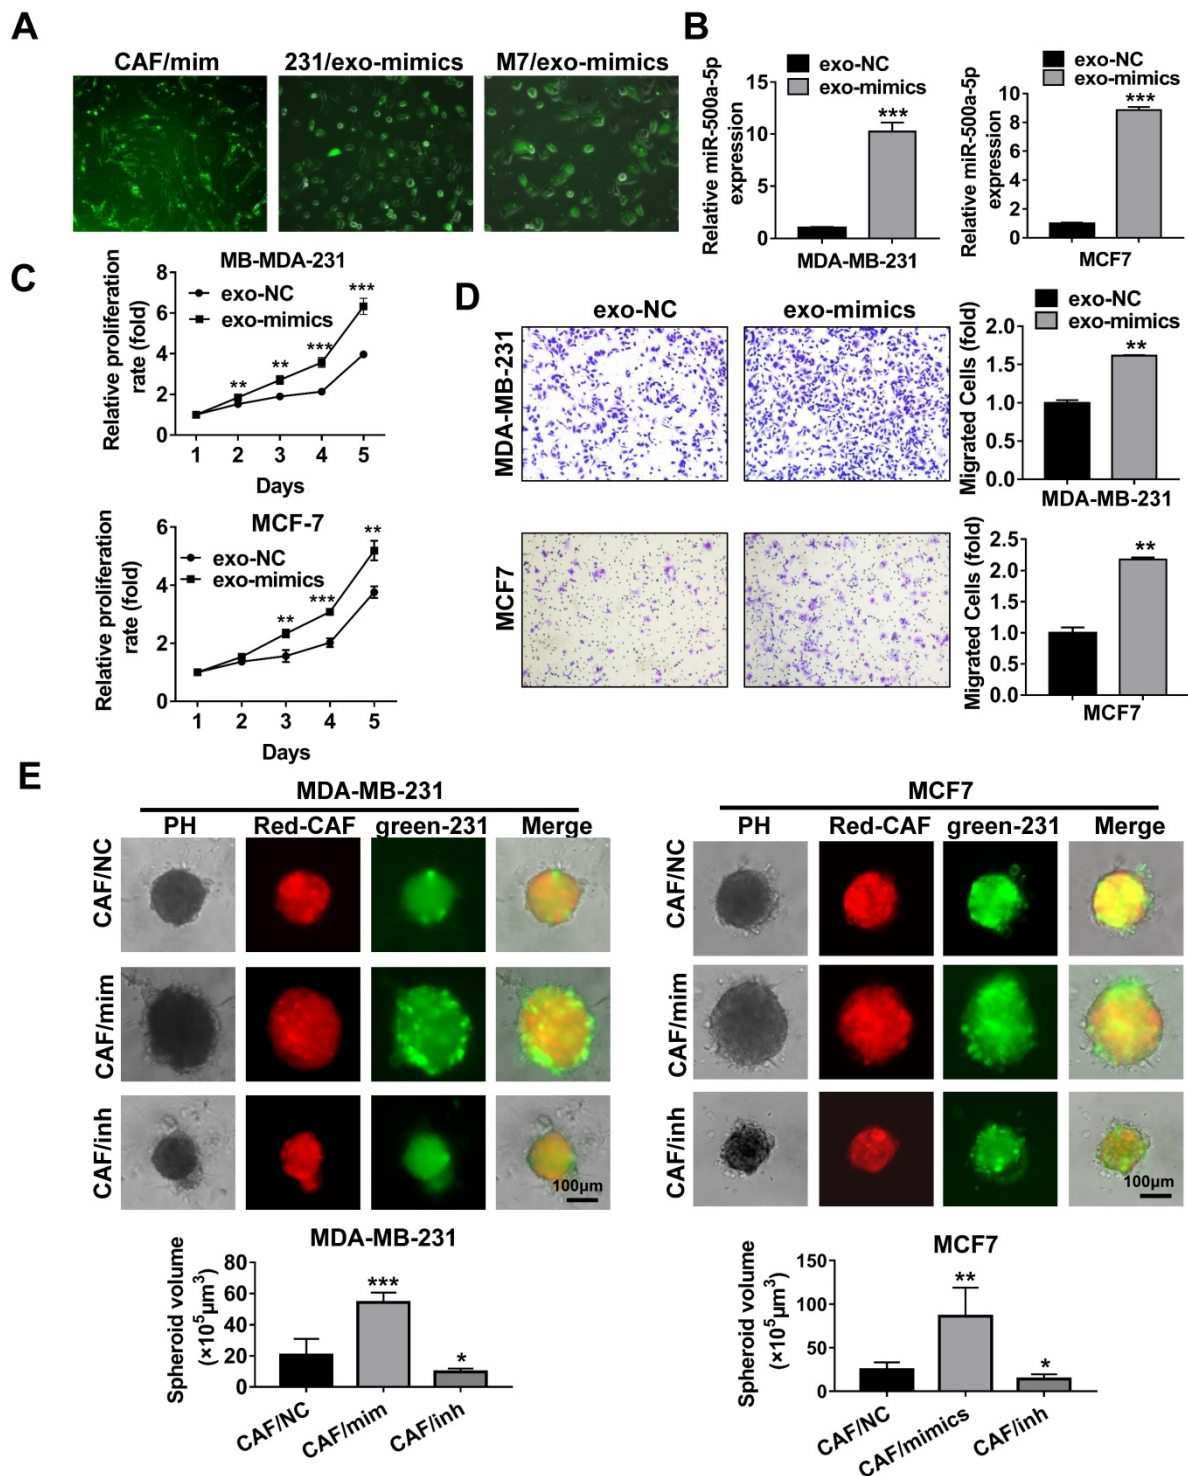 A
CAF/mim 231/exo-mimics M7/exo-mimics
B
exo-NC
exo-mimics
Relative miR-500a-5p
expression
15
10
5
0
***
MDA-MB-231
exo-NC
exo-mimics
Relative miR-500a-5p
expression
10
8
6
4
2
0
***
MCF7
C
MB-MDA-231
Relative proliferation
rate (fold)
8
6
4
2
0
exo-NC
exo-mimics
** ** *** ***
1 2 3 4 5
Days
MCF-7
Relative proliferation
rate (fold)
6
4
2
0
exo-NC
exo-mimics
** *** **
1 2 3 4 5
Days
D
exo-NC exo-mimics
MDA-MB-231
MCF7
exo-NC
exo-mimics
Migrated Cells (fold)
2.0
1.5
1.0
0.5
0.0
**
MDA-MB-231
Migrated Cells (fold)
2.5
2.0
1.5
1.0
0.5
0.0
**
MCF7
E
MDA-MB-231
PH Red-CAF green-231 Merge
CAF/NC
CAF/mim
CAF/inh
100μm
MCF7
PH Red-CAF green-231 Merge
CAF/NC
CAF/mim
CAF/inh
100μm
MDA-MB-231
Spheroid volume
(×10⁵μm³)
80
60
40
20
0
***
*
CAF/NC CAF/mim CAF/inh
MCF7
Spheroid volume
(×10⁵μm³)
150
100
50
0
**
*
CAF/NC CAF/mimics CAF/inh